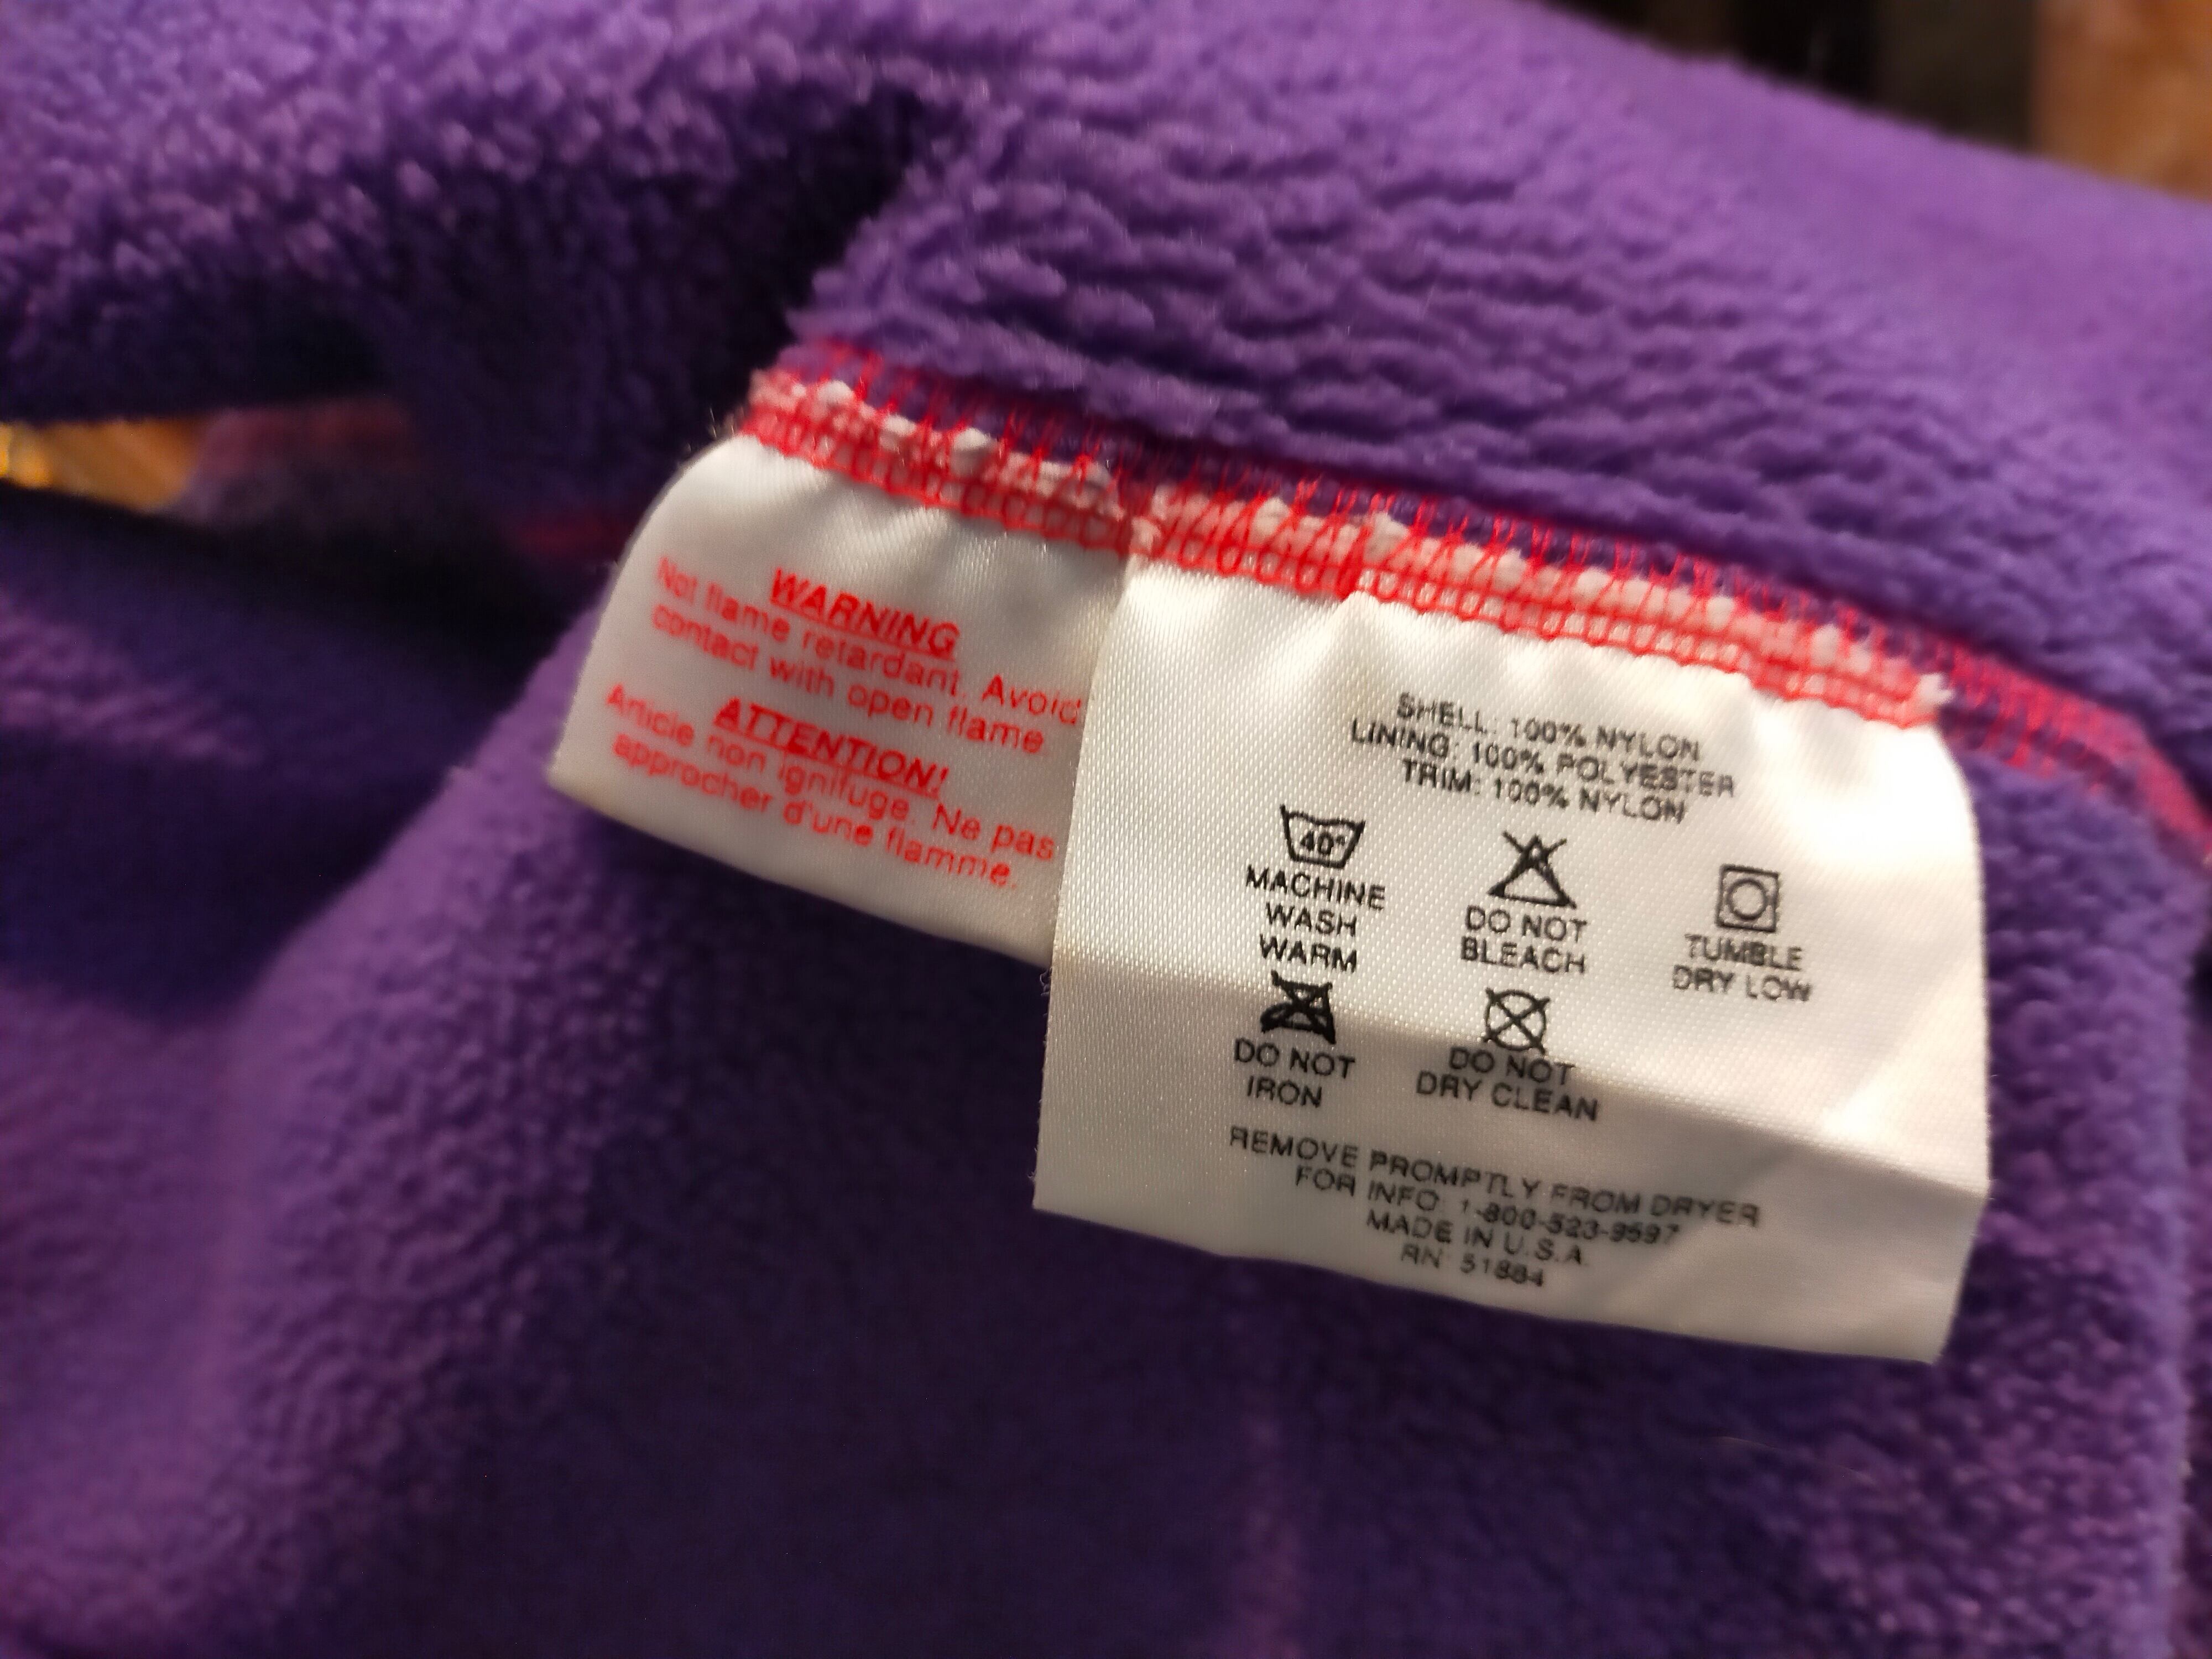 WARNING
Not flame retardant. Avoid
contact with open flame.
ATTENTION!
Article non ignifuge. Ne pas
approcher d'une flamme.
SHELL: 100% NYLON
LINING: 100% POLYESTER
TRIM: 100% NYLON
40°
MACHINE
WASH
WARM
DO NOT
BLEACH
TUMBLE
DRY LOW
DO NOT
IRON
DO NOT
DRY CLEAN
REMOVE PROMPTLY FROM DRYER
FOR INFO: 1-800-523-9597
MADE IN U.S.A.
RN: 51884